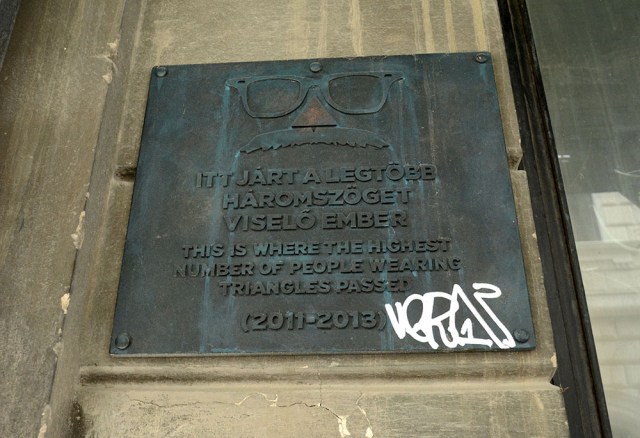 ITT JÁRT A LEGTÖBB
HÁROMSZÖGET
VISELŐ EMBER
THIS IS WHERE THE HIGHEST
NUMBER OF PEOPLE WEARING
TRIANGLES PASSED
(2011-2013)